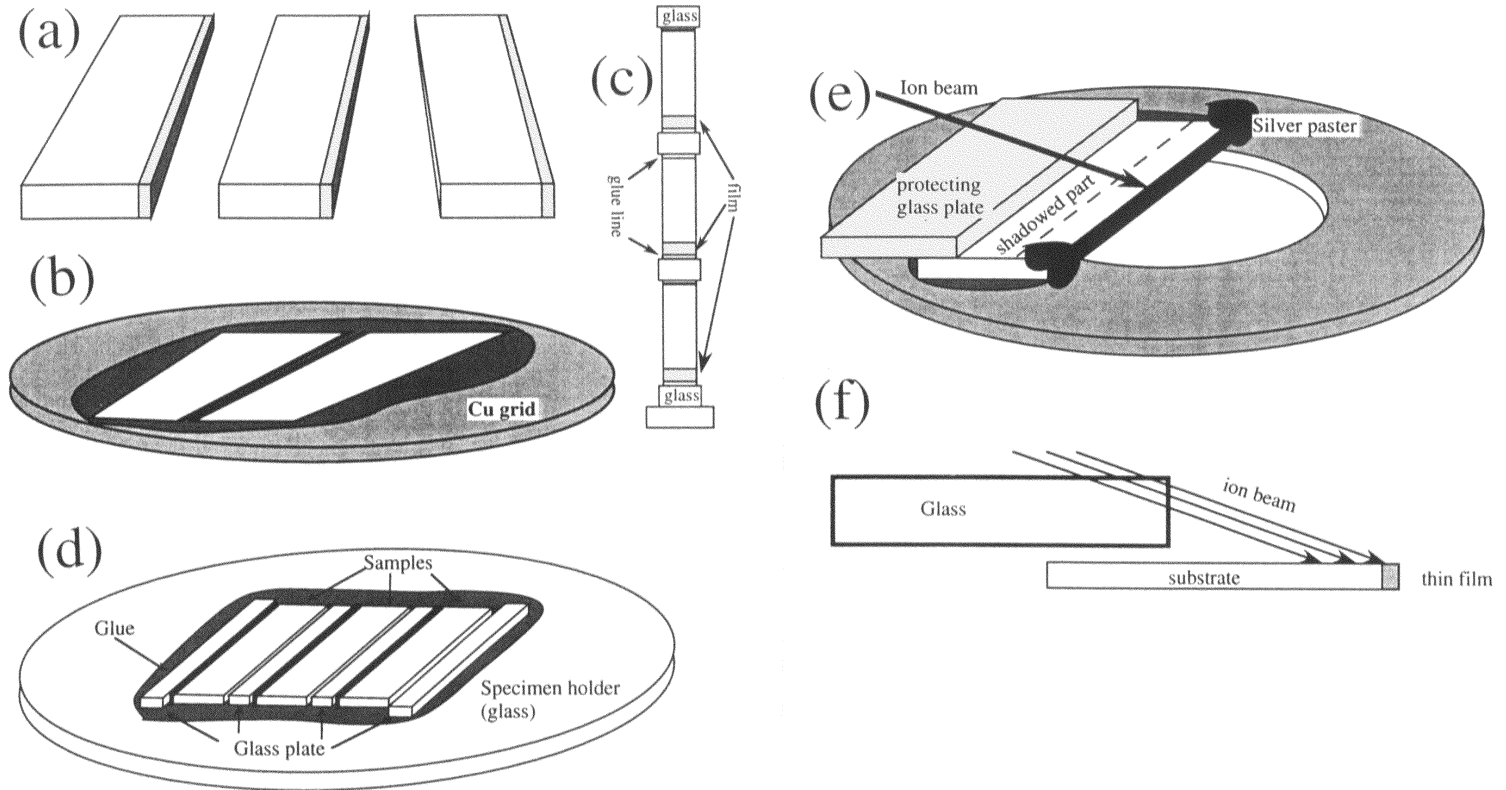 (a)
(b)
Cu grid
(c)
glass
glue line
film
glass
(d)
Samples
Glue
Specimen holder
(glass)
Glass plate
(e)
Ion beam
Silver paster
protecting
glass plate
shadowed part
(f)
ion beam
Glass
substrate
thin film